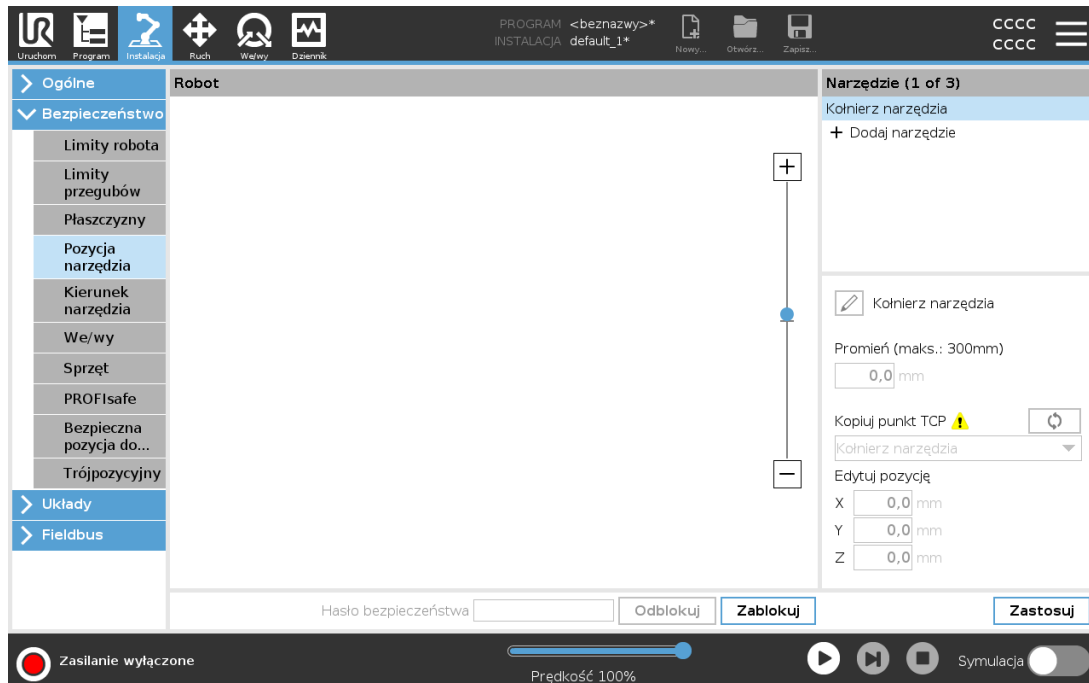 PROGRAM <beznazwy>*
INSTALACJA default_1*
Uruchom
Program
Instalacja
Ruch
We/wy
Dziennik
Nowy...
Otwórz...
Zapisz...
CCCC
CCCC
Ogólne
Bezpieczeństwo
Limity robota
Limity
przegubów
Płaszczyzny
Pozycja
narzędzia
Kierunek
narzędzia
We/wy
Sprzęt
PROFIsafe
Bezpieczna
pozycja do...
Trójpozycyjny
Układy
Fieldbus
Robot
Narzędzie (1 of 3)
Kołnierz narzędzia
+ Dodaj narzędzie
Kołnierz narzędzia
Promień (maks.: 300mm)
0,0 mm
Kopiuj punkt TCP
Kołnierz narzędzia
Edytuj pozycję
X 0,0 mm
Y 0,0 mm
Z 0,0 mm
Hasło bezpieczeństwa
Odblokuj
Zablokuj
Zastosuj
Zasilanie wyłączone
Prędkość 100%
Symulacja